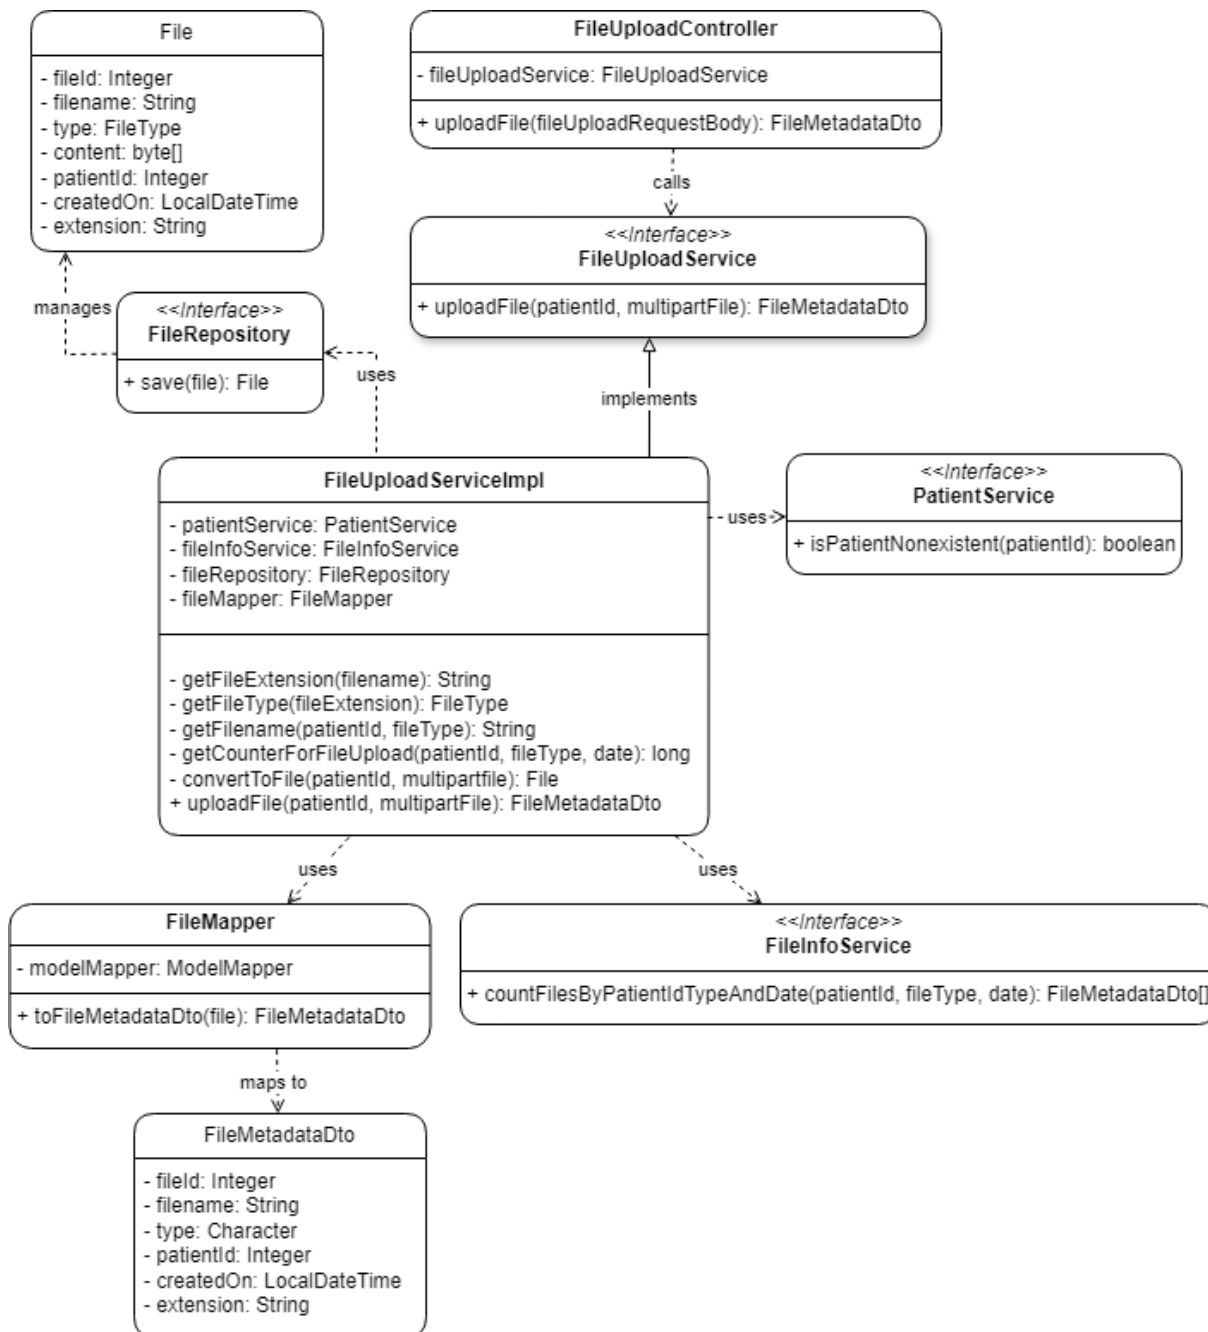 File
- fileId: Integer
- filename: String
- type: FileType
- content: byte[]
- patientId: Integer
- createdOn: LocalDateTime
- extension: String
FileUploadController
- fileUploadService: FileUploadService
+ uploadFile(fileUploadRequestBody): FileMetadataDto
calls
<<Interface>>
FileUploadService
+ uploadFile(patientId, multipartFile): FileMetadataDto
manages
<<Interface>>
FileRepository
+ save(file): File
uses
implements
FileUploadServiceImpl
- patientService: PatientService
- fileInfoService: FileInfoService
- fileRepository: FileRepository
- fileMapper: FileMapper
- getFileExtension(filename): String
- getFileType(fileExtension): FileType
- getFilename(patientId, fileType): String
- getCounterForFileUpload(patientId, fileType, date): long
- convertToFile(patientId, multipartfile): File
+ uploadFile(patientId, multipartFile): FileMetadataDto
uses
<<Interface>>
PatientService
+ isPatientNonexistent(patientId): boolean
uses
uses
FileMapper
- modelMapper: ModelMapper
+ toFileMetadataDto(file): FileMetadataDto
<<Interface>>
FileInfoService
+ countFilesByPatientIdTypeAndDate(patientId, fileType, date): FileMetadataDto[]
maps to
FileMetadataDto
- fileId: Integer
- filename: String
- type: Character
- patientId: Integer
- createdOn: LocalDateTime
- extension: String